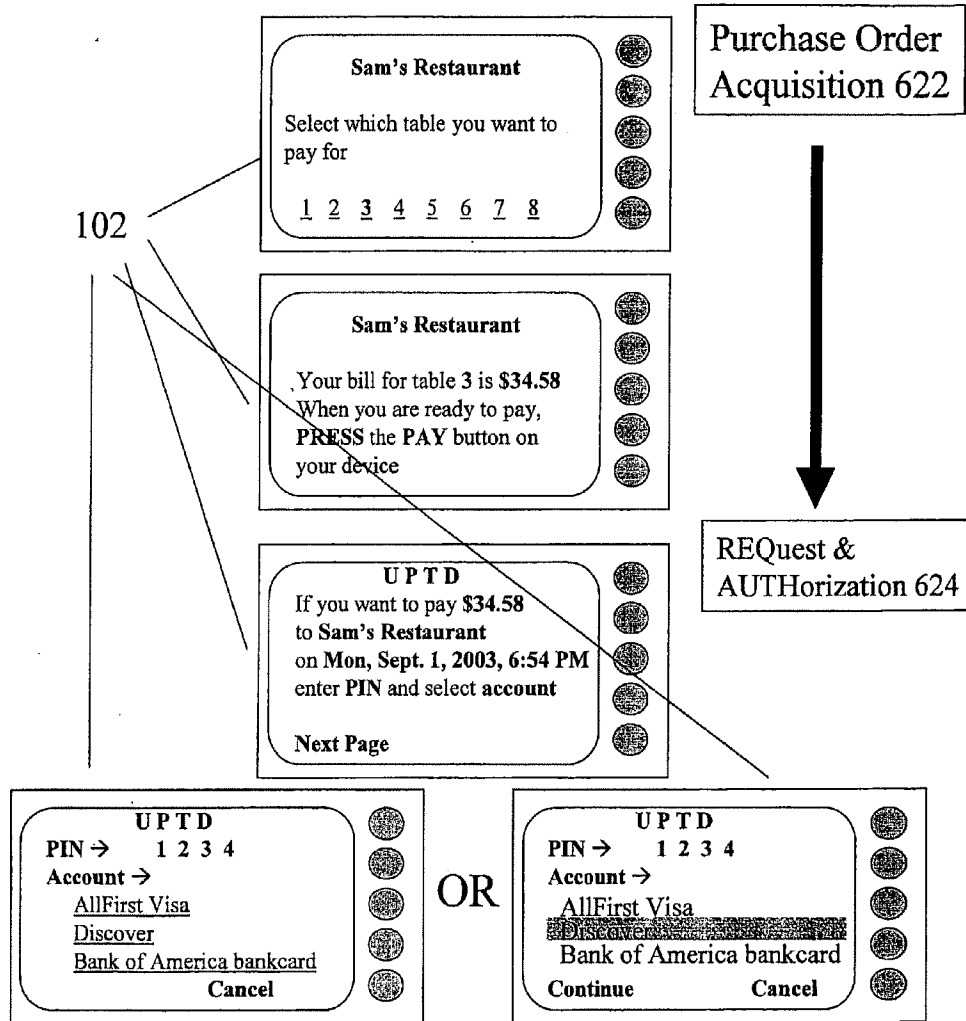 Sam's Restaurant
Select which table you want to
pay for
1 2 3 4 5 6 7 8
Purchase Order
Acquisition 622
102
Sam's Restaurant
Your bill for table 3 is $34.58
When you are ready to pay,
PRESS the PAY button on
your device
REQuest &
AUTHorization 624
U P T D
If you want to pay $34.58
to Sam's Restaurant
on Mon, Sept. 1, 2003, 6:54 PM
enter PIN and select account
Next Page
U P T D
PIN → 1 2 3 4
Account →
AllFirst Visa
Discover
Bank of America bankcard
Cancel
OR
U P T D
PIN → 1 2 3 4
Account →
AllFirst Visa
Discover
Bank of America bankcard
Continue Cancel